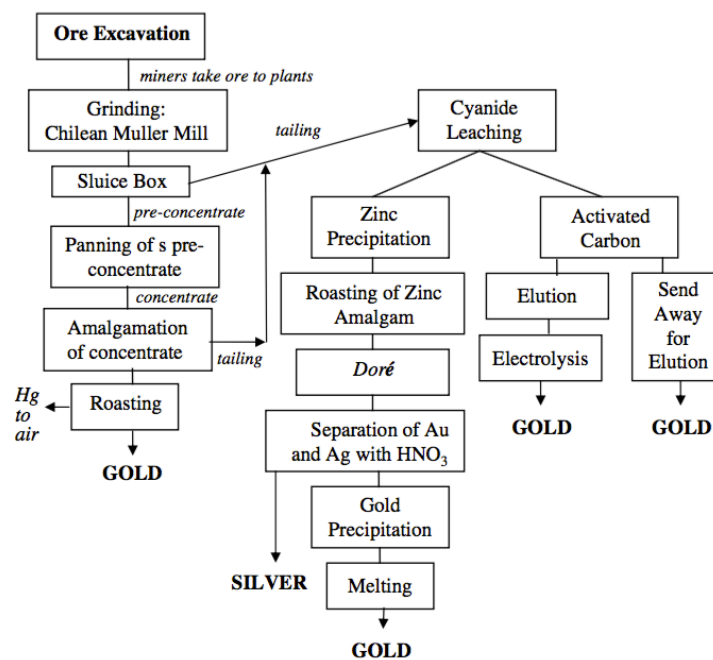 Ore Excavation
miners take ore to plants
Grinding:
Chilean Muller Mill
tailing
Cyanide
Leaching
Sluice Box
pre-concentrate
Panning of s pre-
concentrate
concentrate
Amalgamation
of concentrate
tailing
Hg
to
air
Roasting
GOLD
Zinc
Precipitation
Roasting of Zinc
Amalgam
Doré
Separation of Au
and Ag with HNO₃
SILVER
Gold
Precipitation
Melting
GOLD
Activated
Carbon
Elution
Electrolysis
GOLD
Send
Away
for
Elution
GOLD